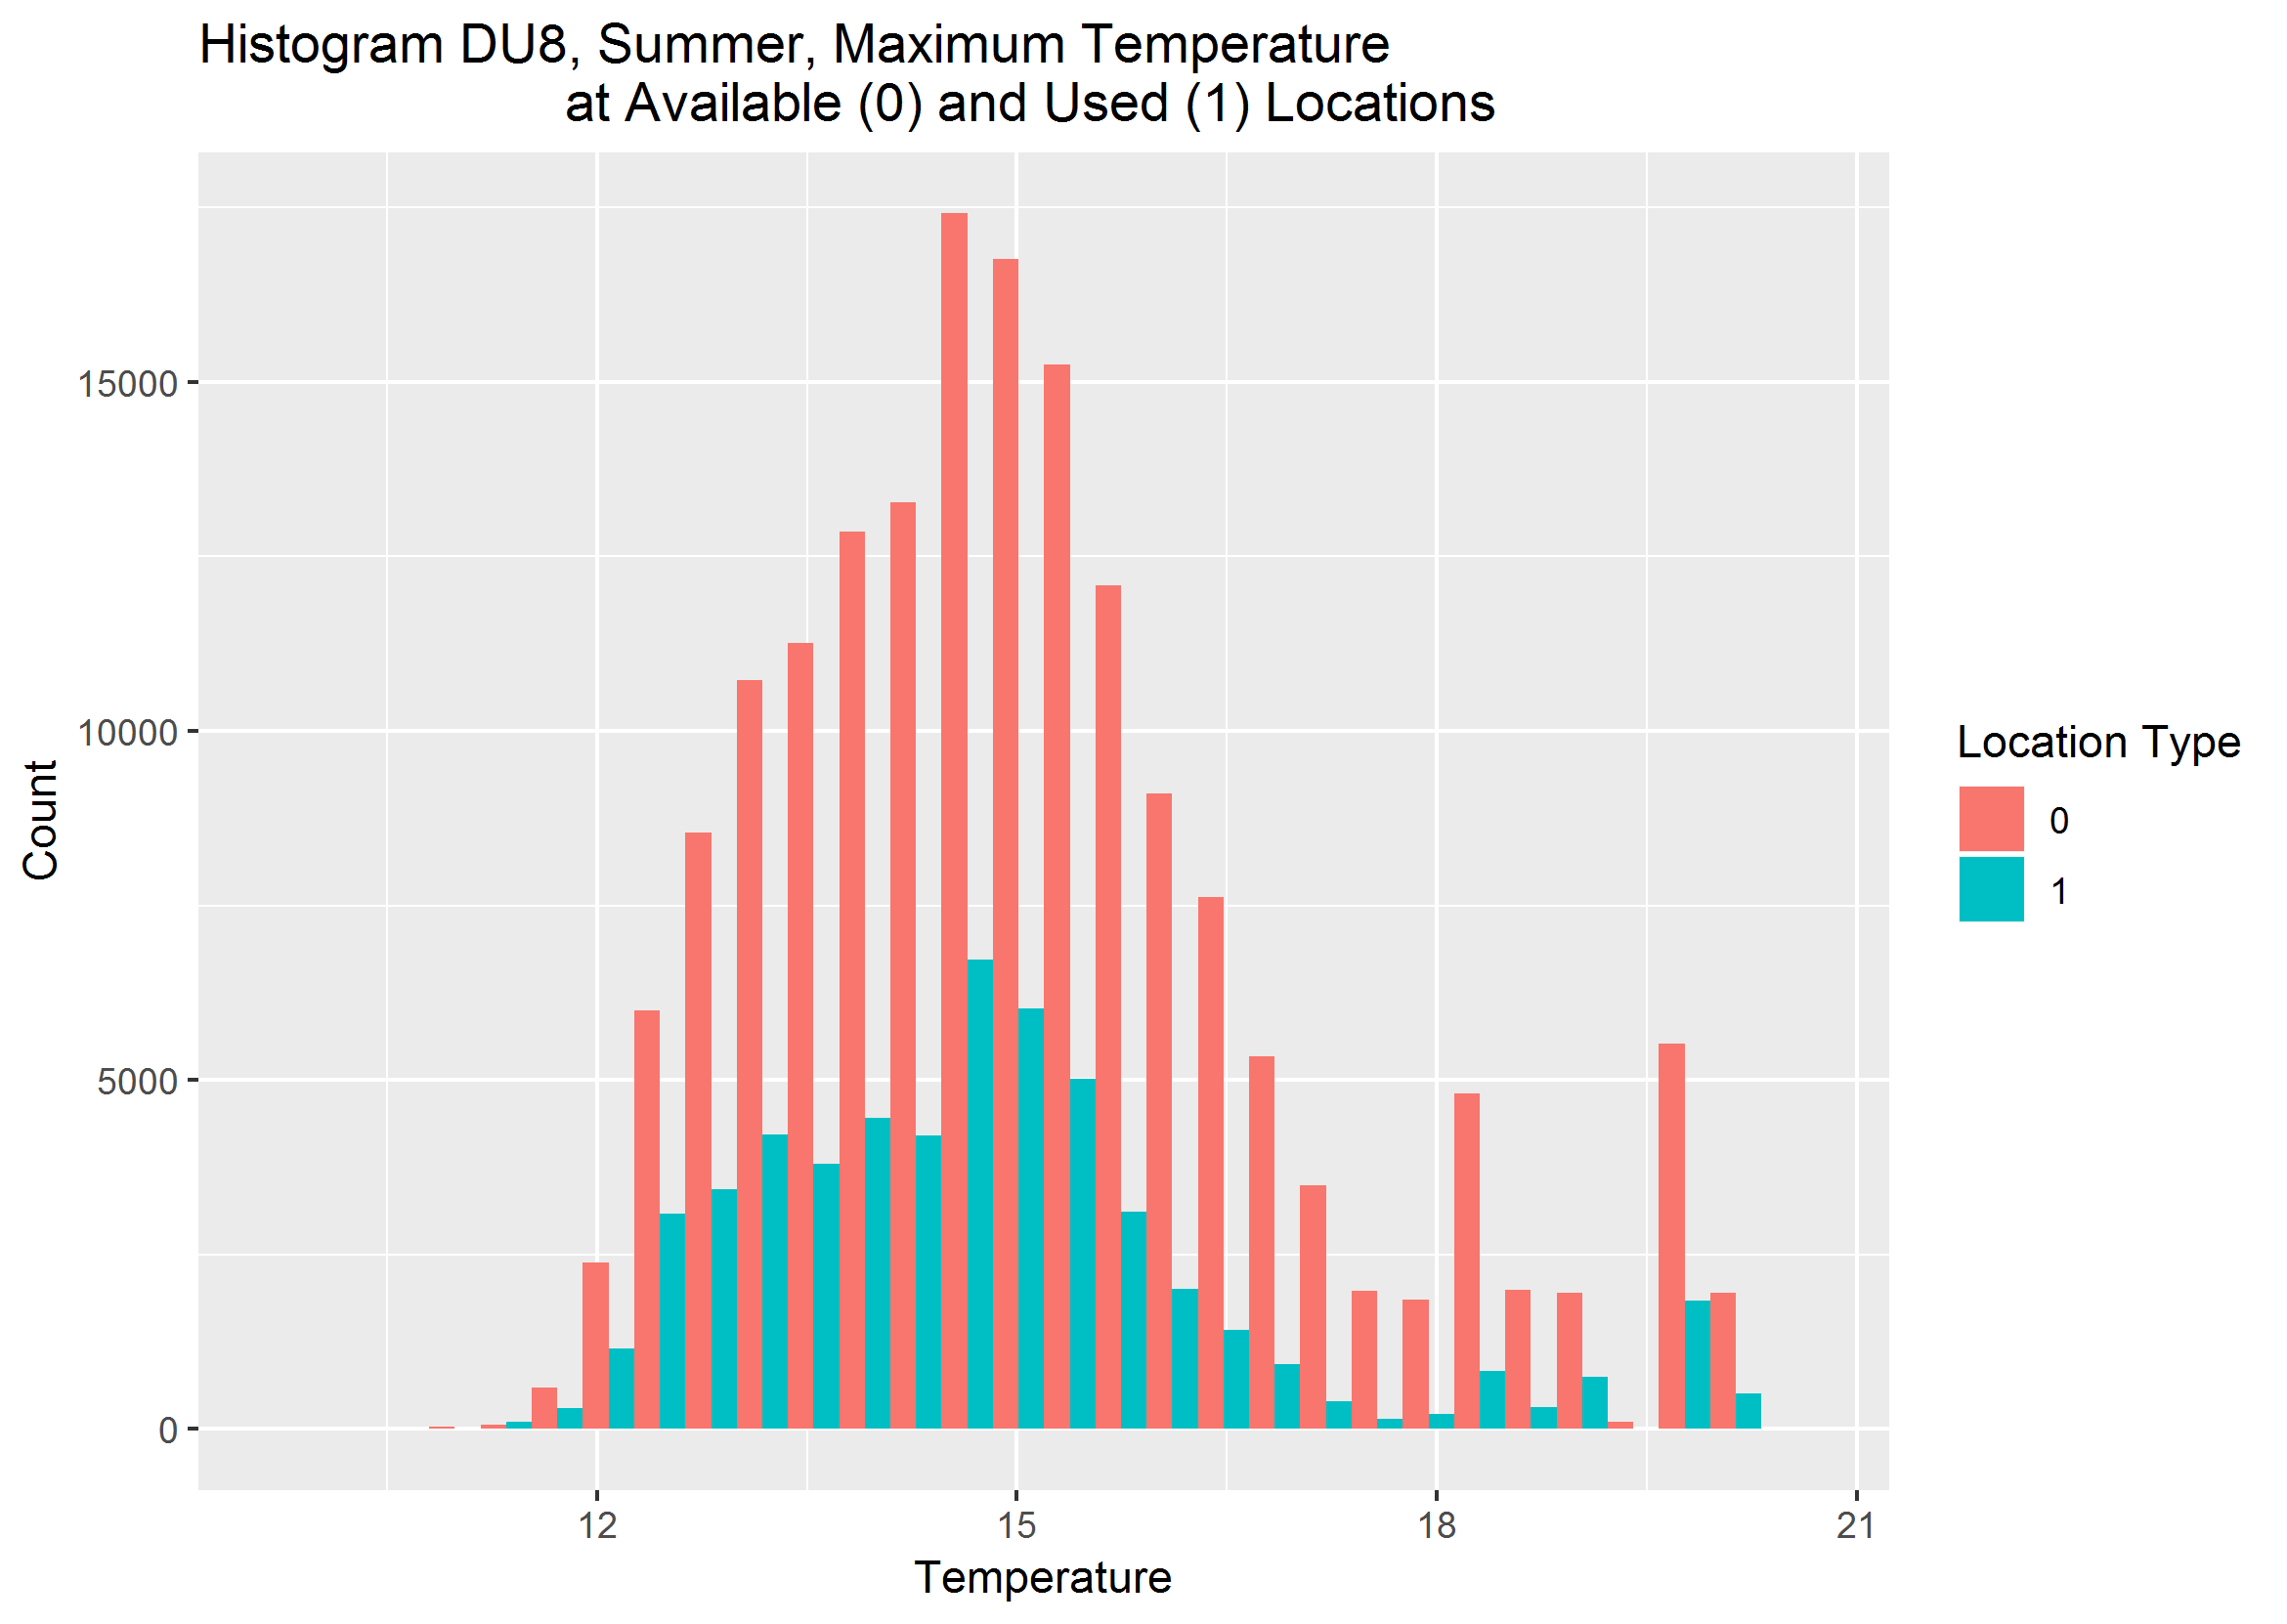 Histogram DU8, Summer, Maximum Temperature
at Available (0) and Used (1) Locations
15000
10000
5000
0
Count
12
15
18
21
Temperature
Location Type
0
1